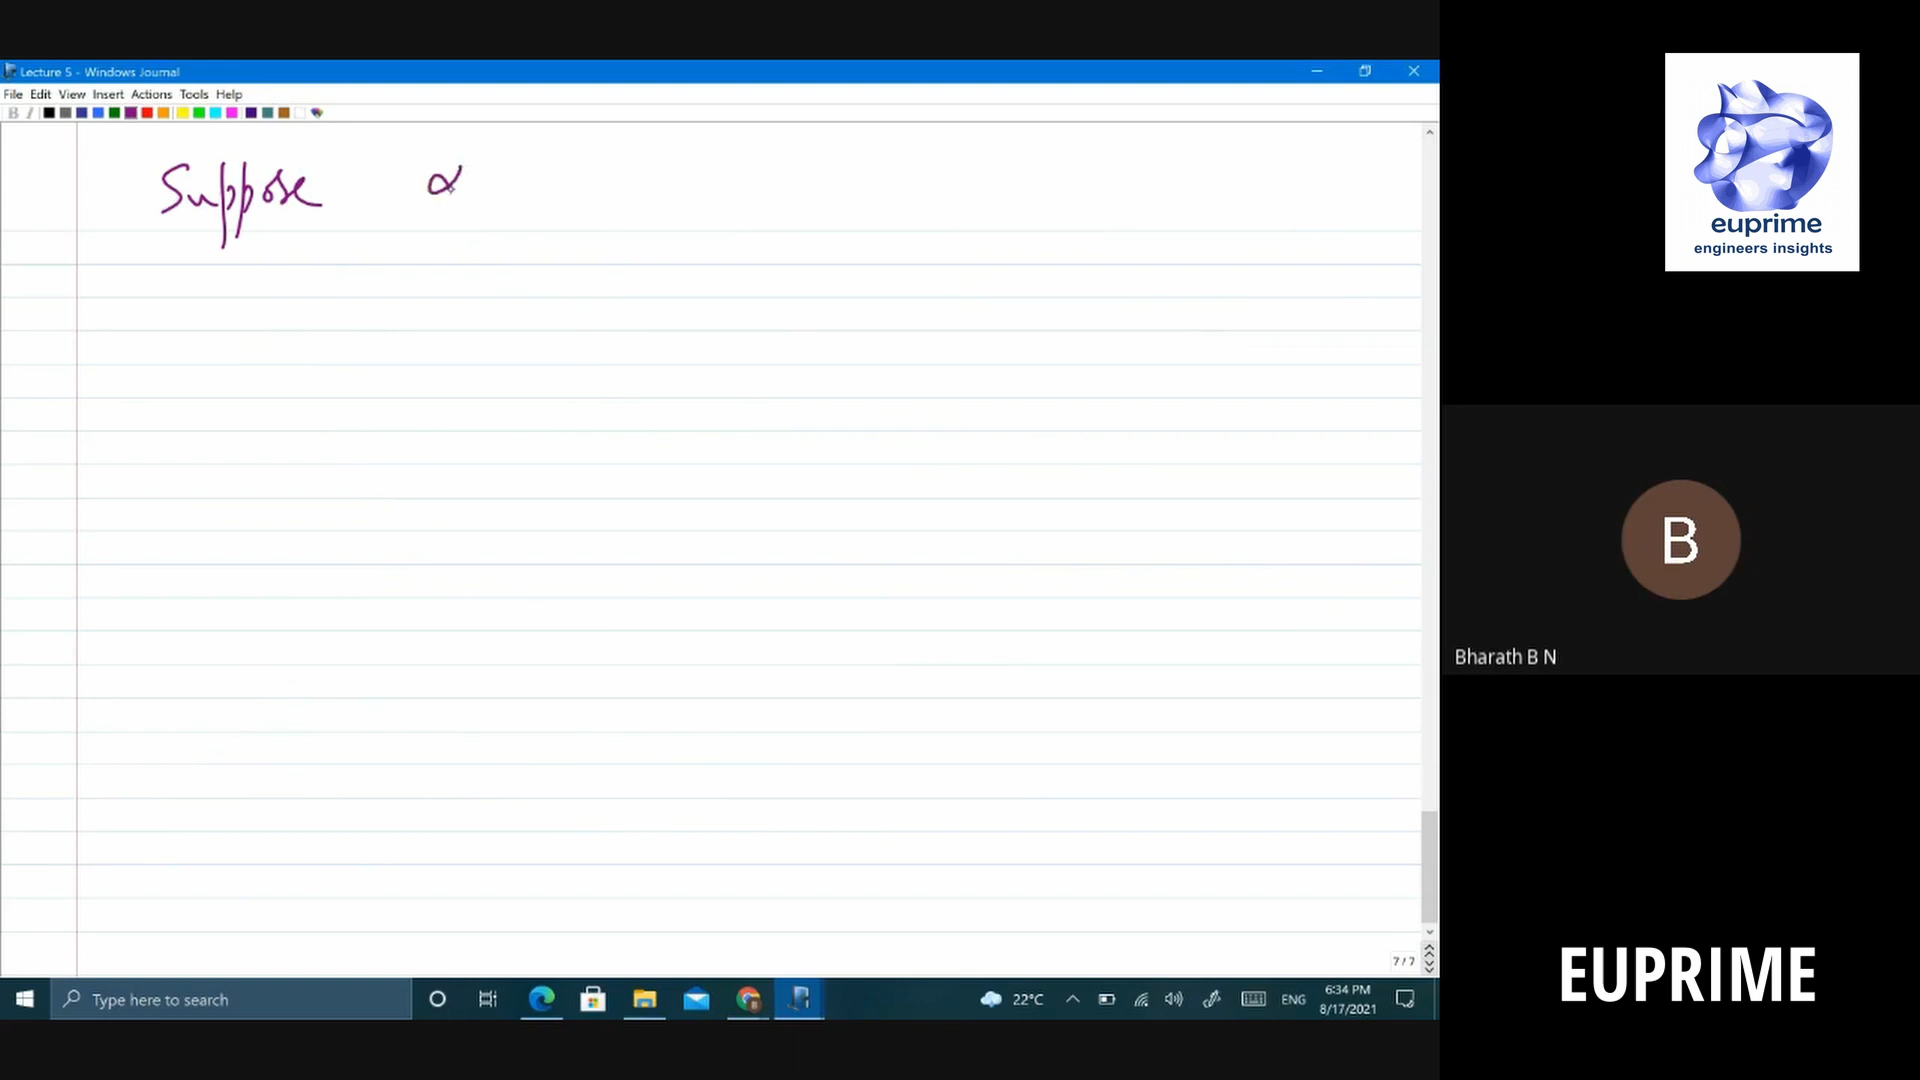 Lecture 5 - Windows Journal
File Edit View Insert Actions Tools Help
B I
Suppose α
7 / 7
Type here to search
22°C
ENG
6:34 PM
8/17/2021
euprime
engineers insights
B
Bharath B N
EUPRIME